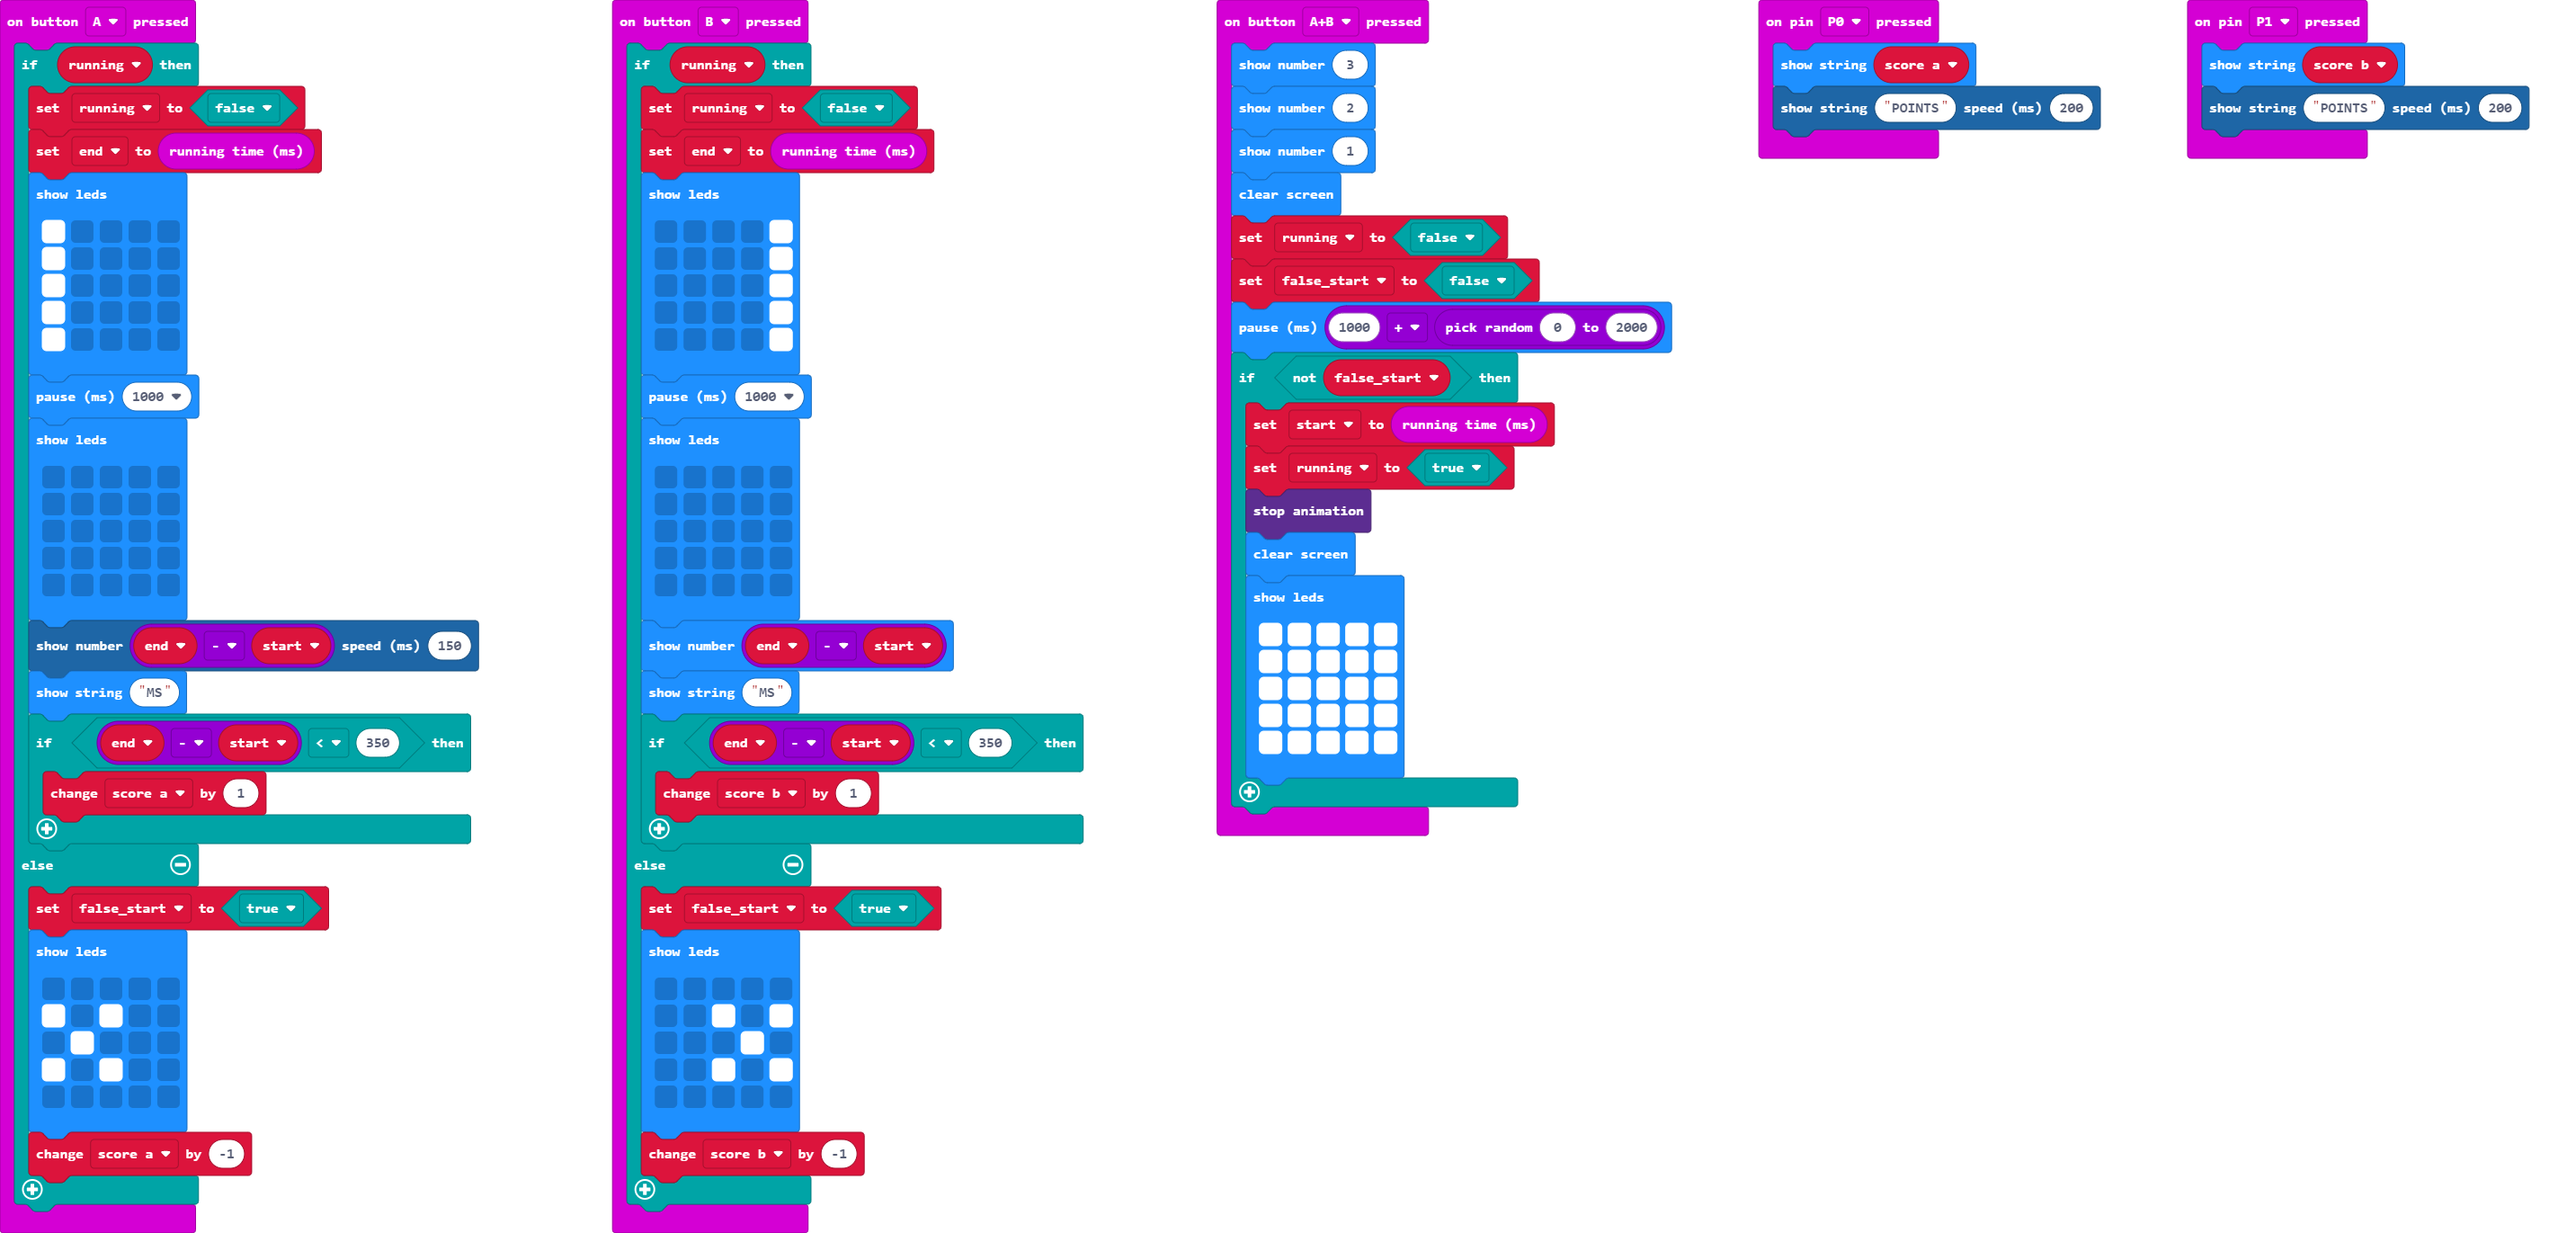 on button A pressed
if running then
set running to false
set end to running time (ms)
show leds
pause (ms) 1000
show leds
show number end - start speed (ms) 150
show string "MS"
if end - start < 350 then
change score a by 1
else
set false_start to true
show leds
change score a by -1
on button B pressed
if running then
set running to false
set end to running time (ms)
show leds
pause (ms) 1000
show leds
show number end - start
show string "MS"
if end - start < 350 then
change score b by 1
else
set false_start to true
show leds
change score b by -1
on button A+B pressed
show number 3
show number 2
show number 1
clear screen
set running to false
set false_start to false
pause (ms) 1000 + pick random 0 to 2000
if not false_start then
set start to running time (ms)
set running to true
stop animation
clear screen
show leds
on pin P0 pressed
show string score a
show string "POINTS" speed (ms) 200
on pin P1 pressed
show string score b
show string "POINTS" speed (ms) 200